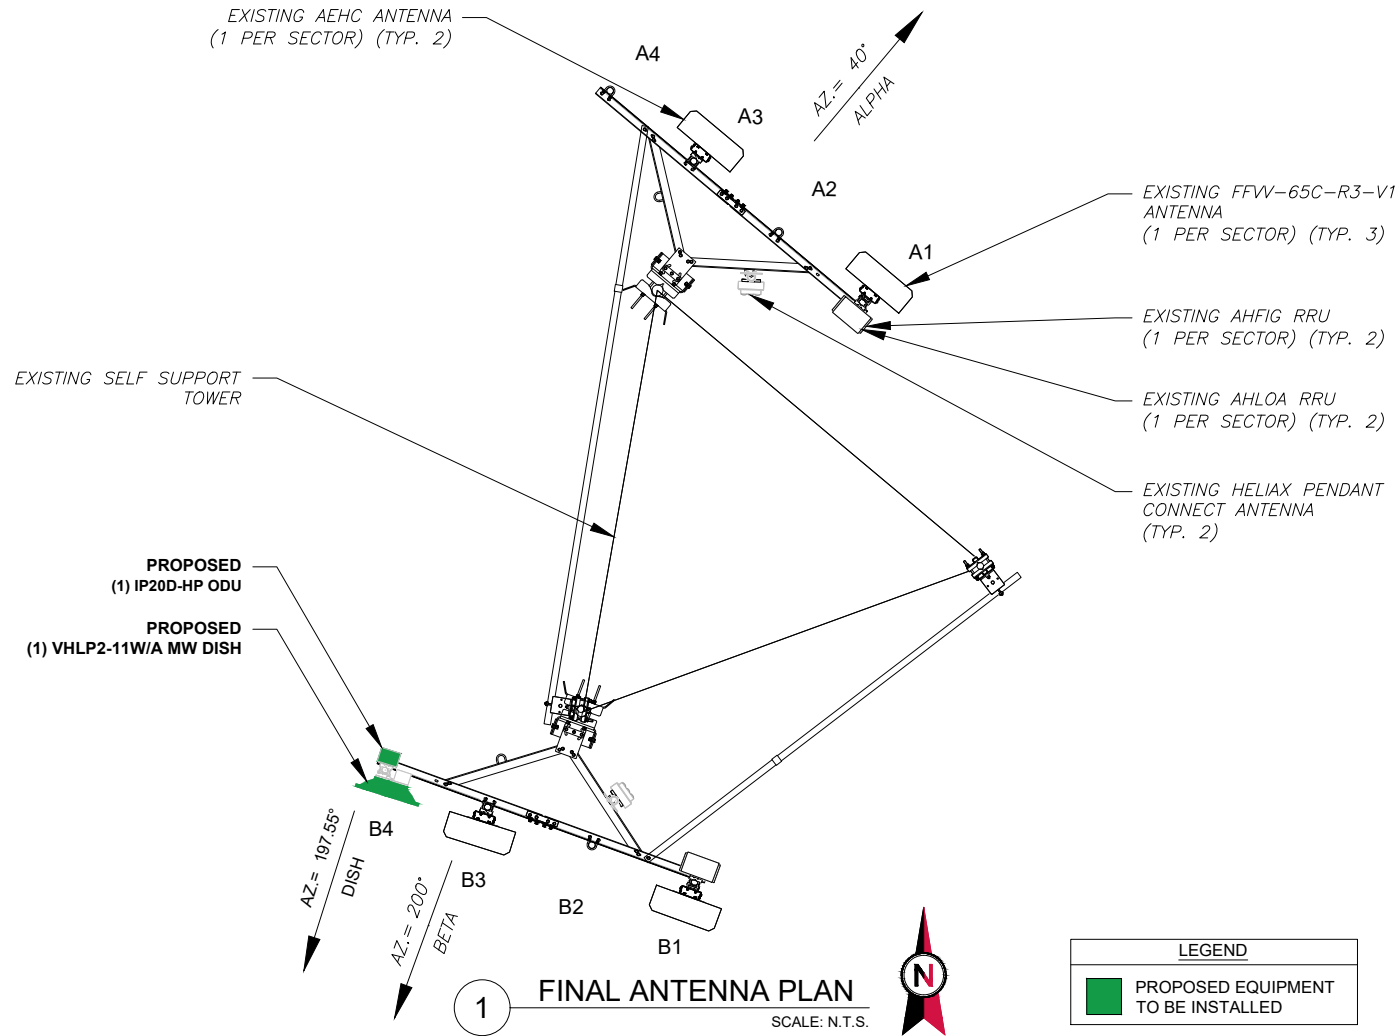 EXISTING AEHC ANTENNA
(1 PER SECTOR) (TYP. 2)
A4
A3
A2
A1
AZ.= 40°
ALPHA
EXISTING FFVV-65C-R3-V1
ANTENNA
(1 PER SECTOR) (TYP. 3)
EXISTING AHFIG RRU
(1 PER SECTOR) (TYP. 2)
EXISTING AHLOA RRU
(1 PER SECTOR) (TYP. 2)
EXISTING HELIAX PENDANT
CONNECT ANTENNA
(TYP. 2)
EXISTING SELF SUPPORT
TOWER
PROPOSED
(1) IP20D-HP ODU
PROPOSED
(1) VHLP2-11W/A MW DISH
B4
B3
B2
B1
AZ.= 197.55°
DISH
AZ.= 200°
BETA
1
FINAL ANTENNA PLAN
SCALE: N.T.S.
N
LEGEND
PROPOSED EQUIPMENT
TO BE INSTALLED